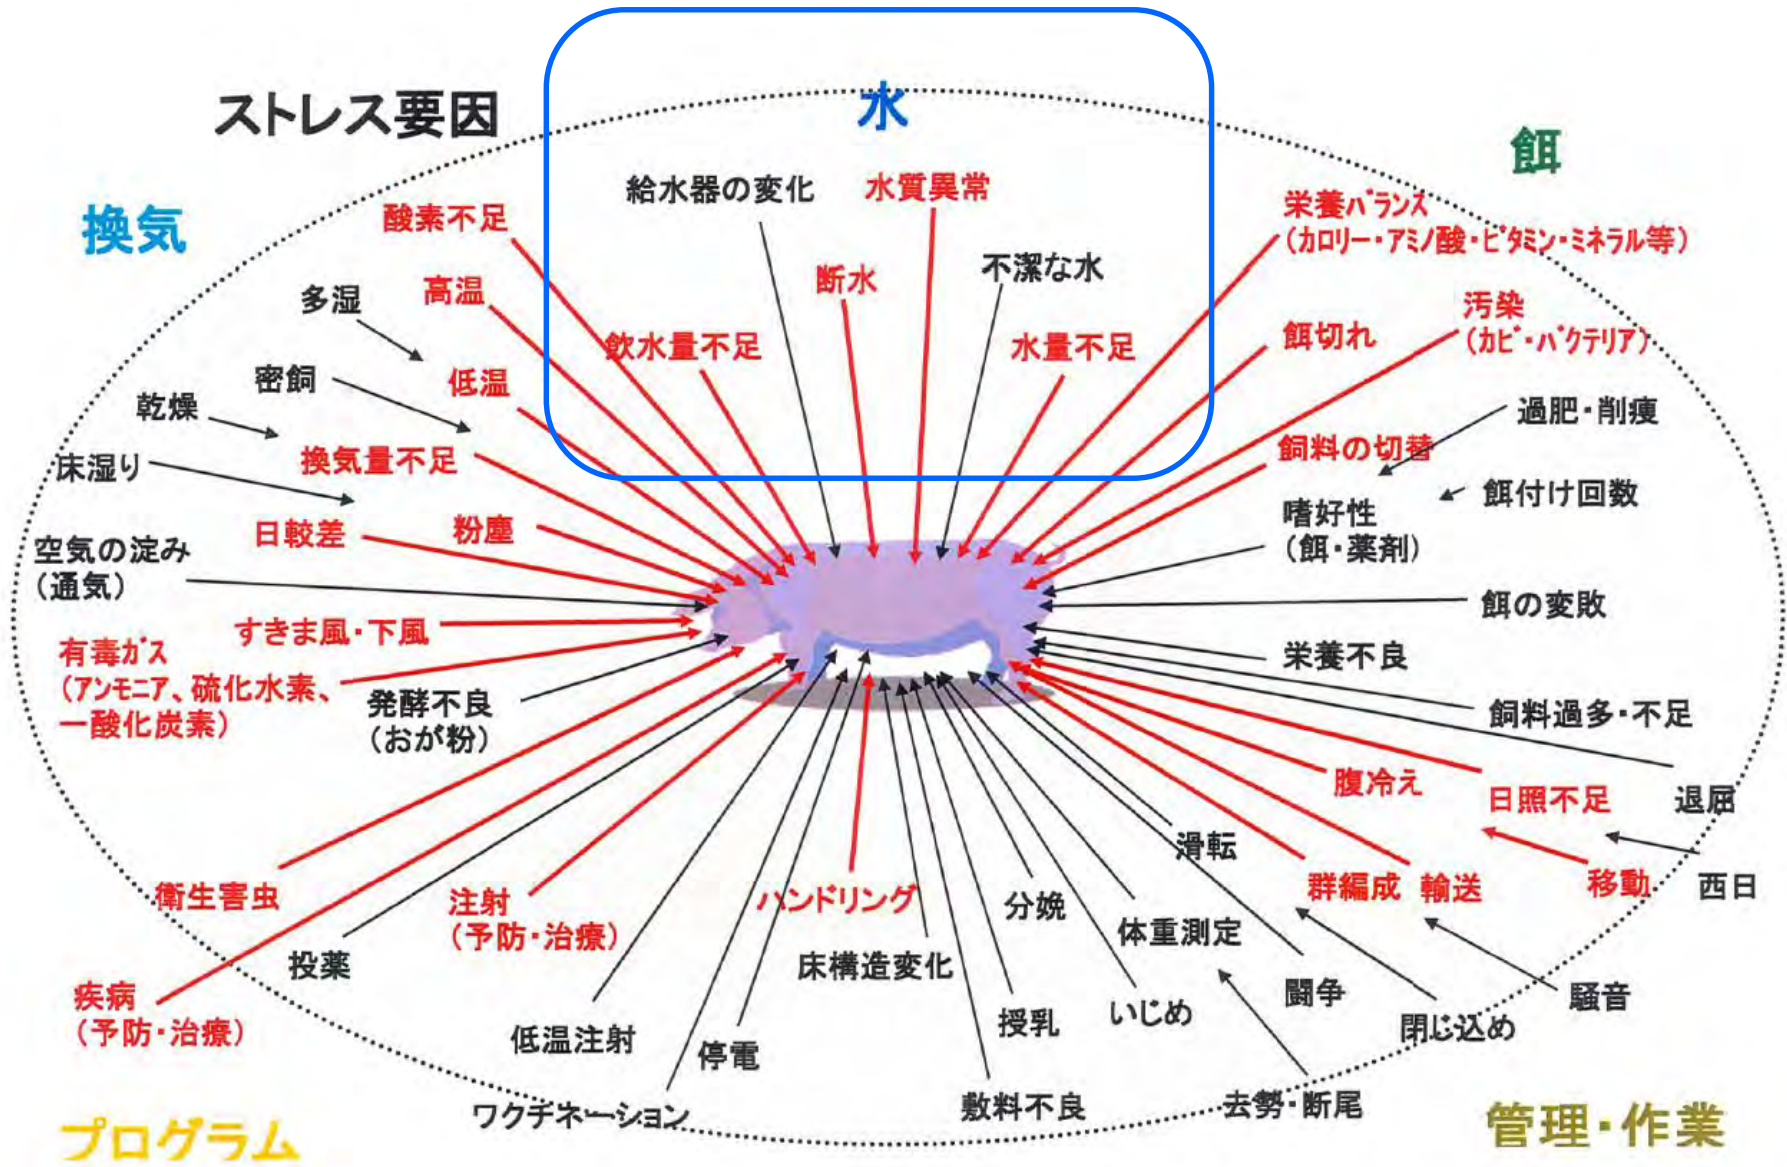 ストレス要因
水
餌
換気
給水器の変化
水質異常
断水
不潔な水
飲水量不足
水量不足
酸素不足
高温
多湿
低温
密飼
乾燥
換気量不足
床湿り
日較差
粉塵
空気の淀み
（通気）
すきま風・下風
有毒ｶﾞｽ
（ｱﾝﾓﾆｱ、硫化水素、
一酸化炭素）
発酵不良
（おが粉）
栄養ﾊﾞﾗﾝｽ
（ｶﾛﾘｰ・ｱﾐﾉ酸・ﾋﾞﾀﾐﾝ・ﾐﾈﾗﾙ等）
汚染
（ｶﾋﾞ・ﾊﾞｸﾃﾘｱ）
餌切れ
過肥・削痩
飼料の切替
餌付け回数
嗜好性
（餌・薬剤）
餌の変敗
栄養不良
飼料過多・不足
退屈
腹冷え
日照不足
西日
移動
滑転
群編成
輸送
騒音
閉じ込め
闘争
体重測定
去勢・断尾
分娩
いじめ
授乳
敷料不良
床構造変化
ハンドリング
停電
ワクチネーション
低温注射
注射
（予防・治療）
投薬
衛生害虫
疾病
（予防・治療）
プログラム
管理・作業